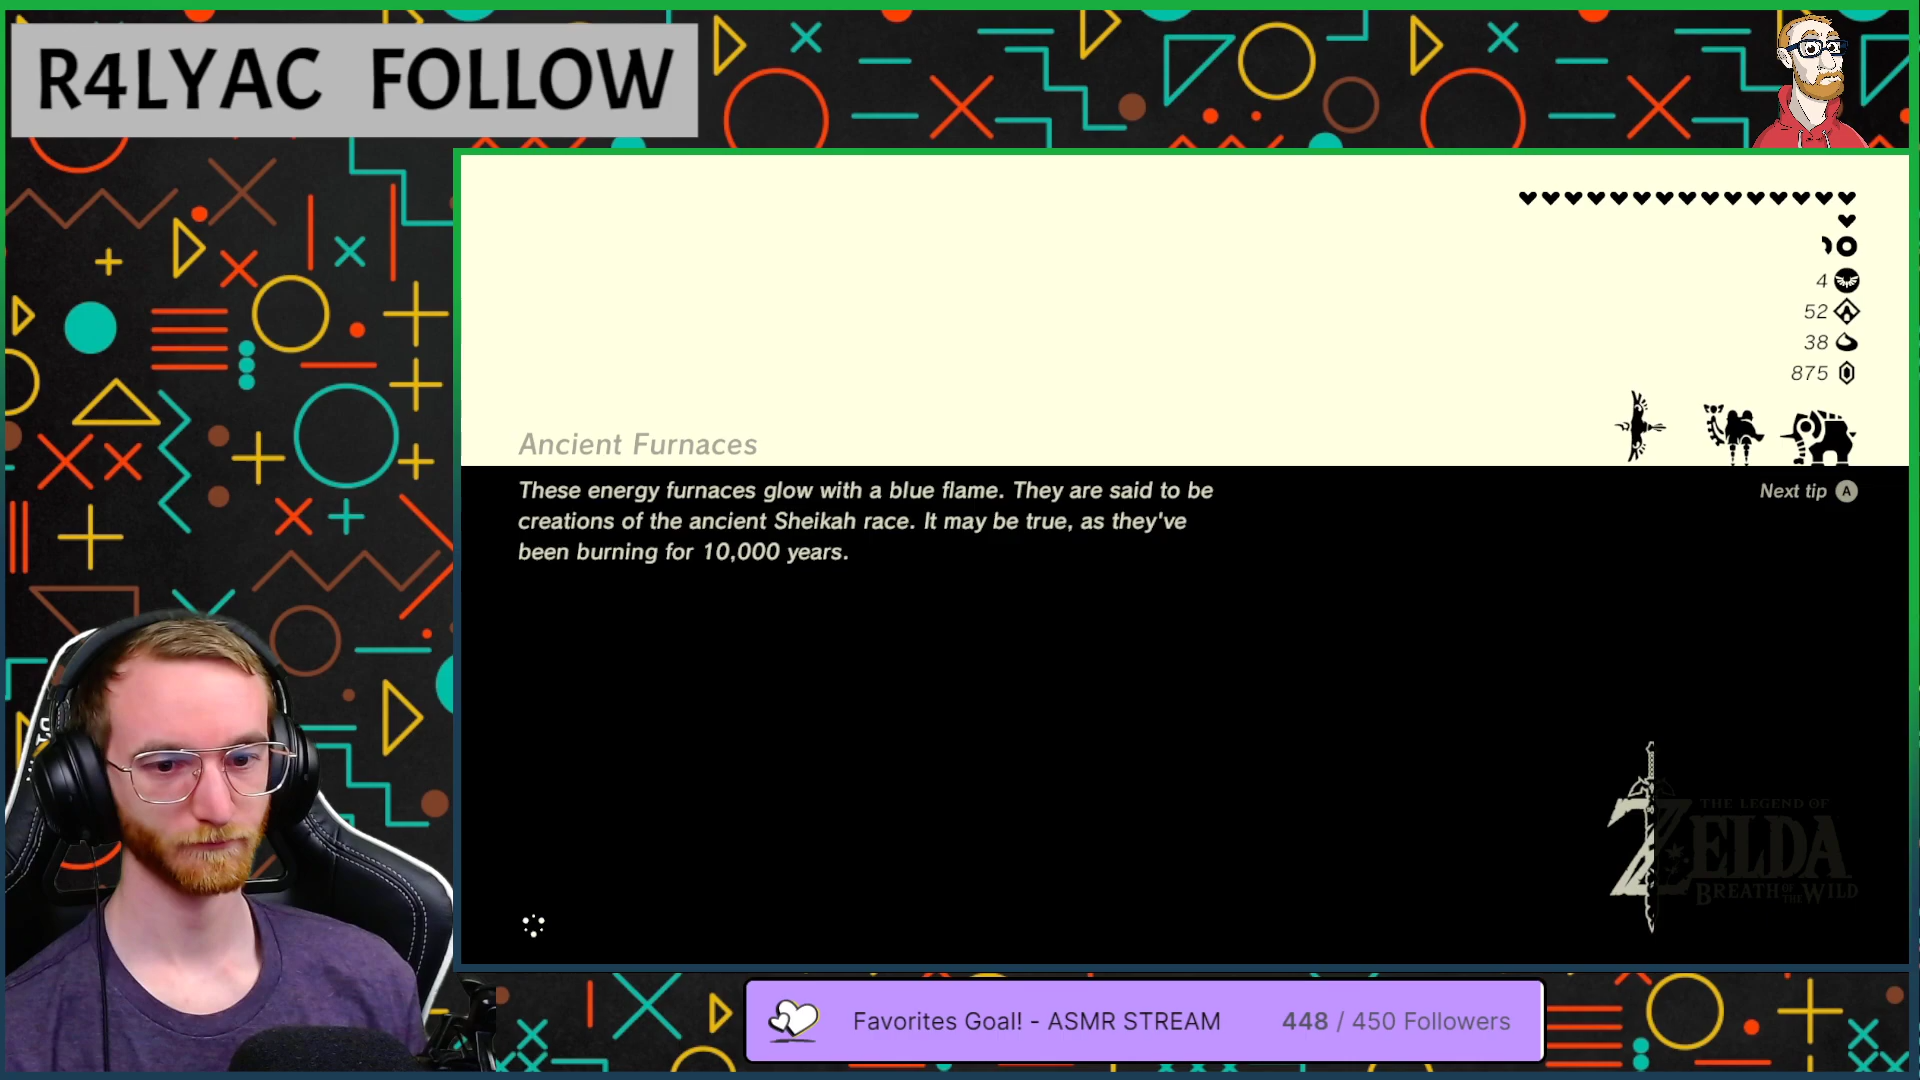 R4LYAC FOLLOW
4
52
38
875
Ancient Furnaces
These energy furnaces glow with a blue flame. They are said to be
creations of the ancient Sheikah race. It may be true, as they've
been burning for 10,000 years.
Next tip A
THE LEGEND OF
ZELDA
BREATH OF THE WILD
Favorites Goal! - ASMR STREAM 448 / 450 Followers